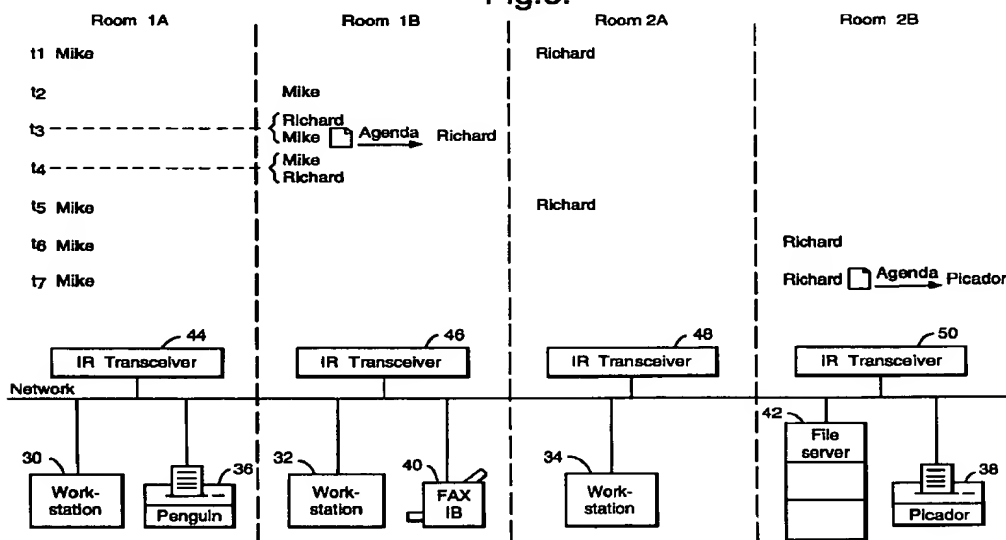 Fig.6.
Room 1A Room 1B Room 2A Room 2B
t1 Mike Richard
t2 Mike
t3 Richard
Mike Agenda Richard
t4 Mike
Richard
t5 Mike Richard
t6 Mike Richard
t7 Mike Richard Agenda Picador
44 46 48 50
IR Transceiver IR Transceiver IR Transceiver IR Transceiver
Network
42 File
server
30 36 32 40 34 38
Work-
station
Penguin
Work-
station
FAX
IB
Work-
station
Picador